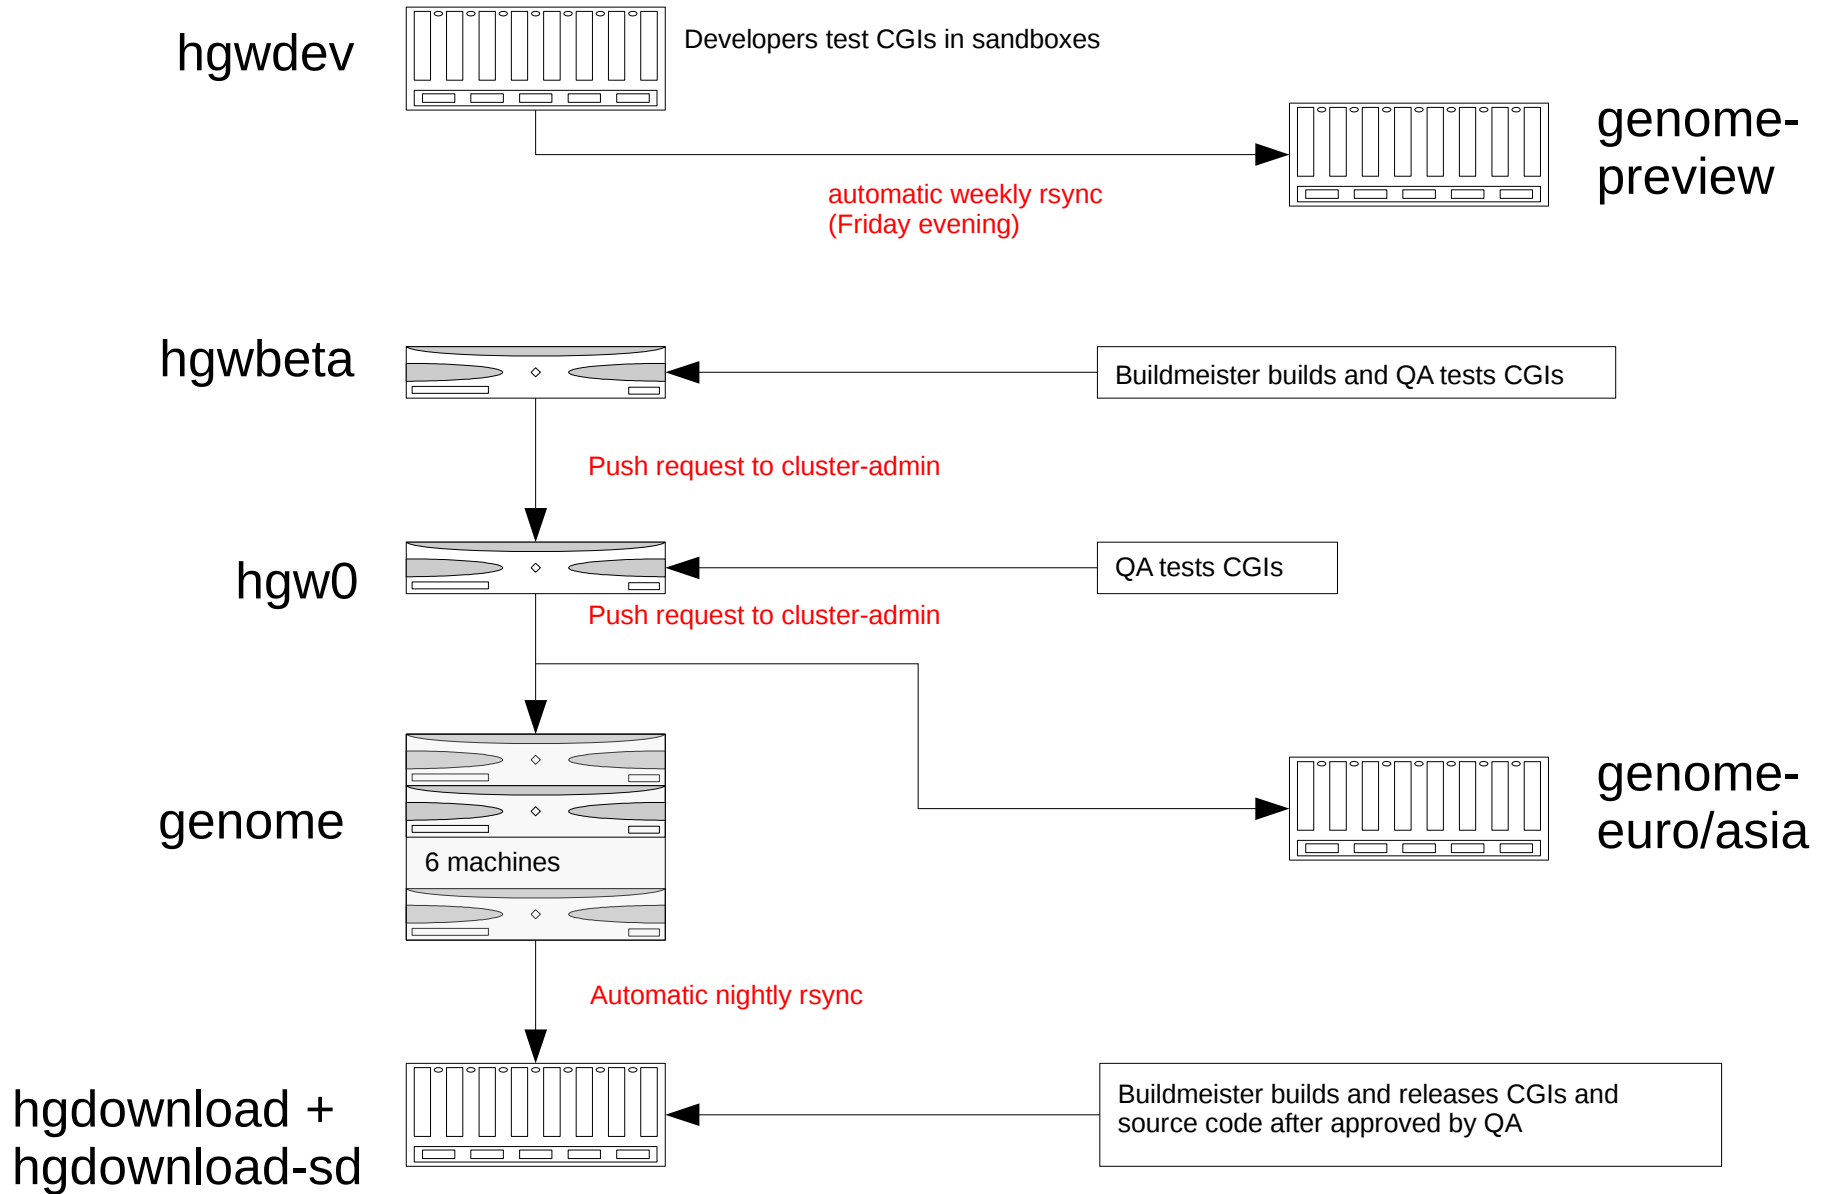 hgwdev
Developers test CGIs in sandboxes
genome-
preview
automatic weekly rsync
(Friday evening)
hgwbeta
Buildmeister builds and QA tests CGIs
Push request to cluster-admin
hgw0
QA tests CGIs
Push request to cluster-admin
genome
6 machines
genome-
euro/asia
Automatic nightly rsync
hgdownload +
hgdownload-sd
Buildmeister builds and releases CGIs and
source code after approved by QA